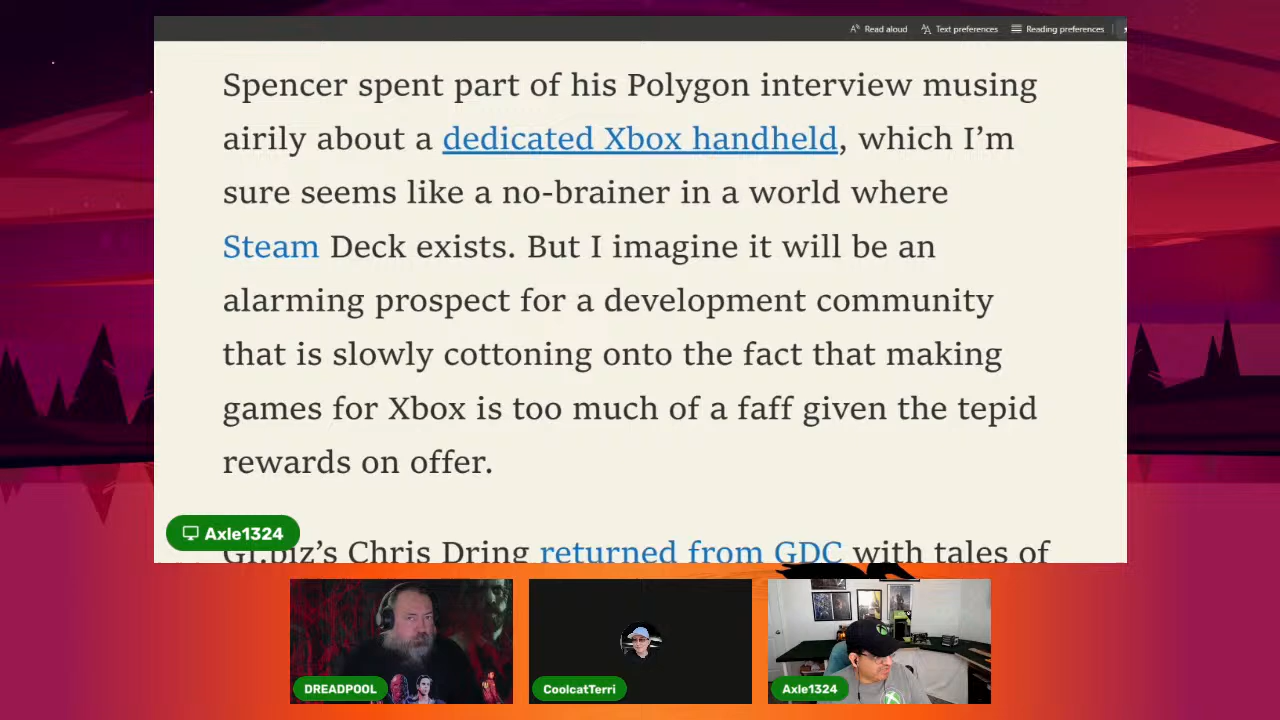 Read aloud
Text preferences
Reading preferences
Spencer spent part of his Polygon interview musing
airily about a dedicated Xbox handheld, which I’m
sure seems like a no-brainer in a world where
Steam Deck exists. But I imagine it will be an
alarming prospect for a development community
that is slowly cottoning onto the fact that making
games for Xbox is too much of a faff given the tepid
rewards on offer.
Axle1324
GI.biz’s Chris Dring returned from GDC with tales of
DREADP00L
CoolcatTerri
Axle1324